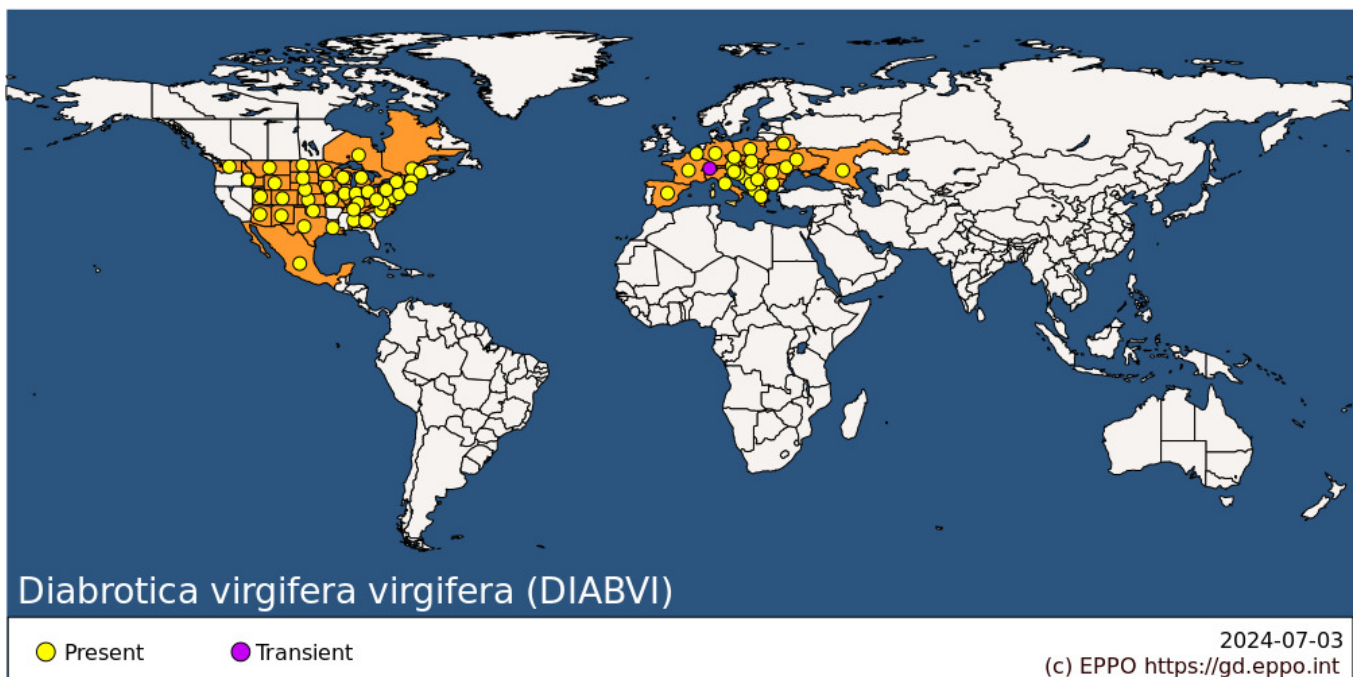 Diabrotica virgifera virgifera (DIABVI)
Present
Transient
2024-07-03
(c) EPPO https://gd.eppo.int